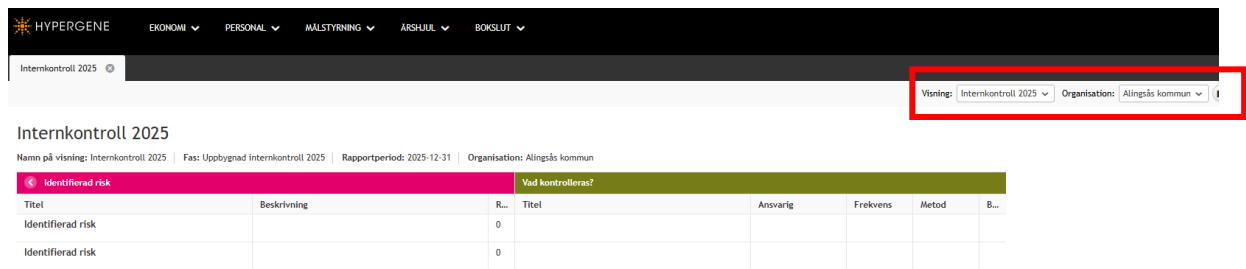 HYPERGENE EKONOMI PERSONAL MÅLSTYRNING ÅRSHJUL BOKSLUT
Internkontroll 2025
Visning: Internkontroll 2025 Organisation: Alingsås kommun
Internkontroll 2025
Namn på visning: Internkontroll 2025 Fas: Uppbygnad internkontroll 2025 Rapportperiod: 2025-12-31 Organisation: Alingsås kommun
Identifierad risk Vad kontrolleras?
Titel Beskrivning R... Titel Ansvarig Frekvens Metod B...
Identifierad risk 0
Identifierad risk 0